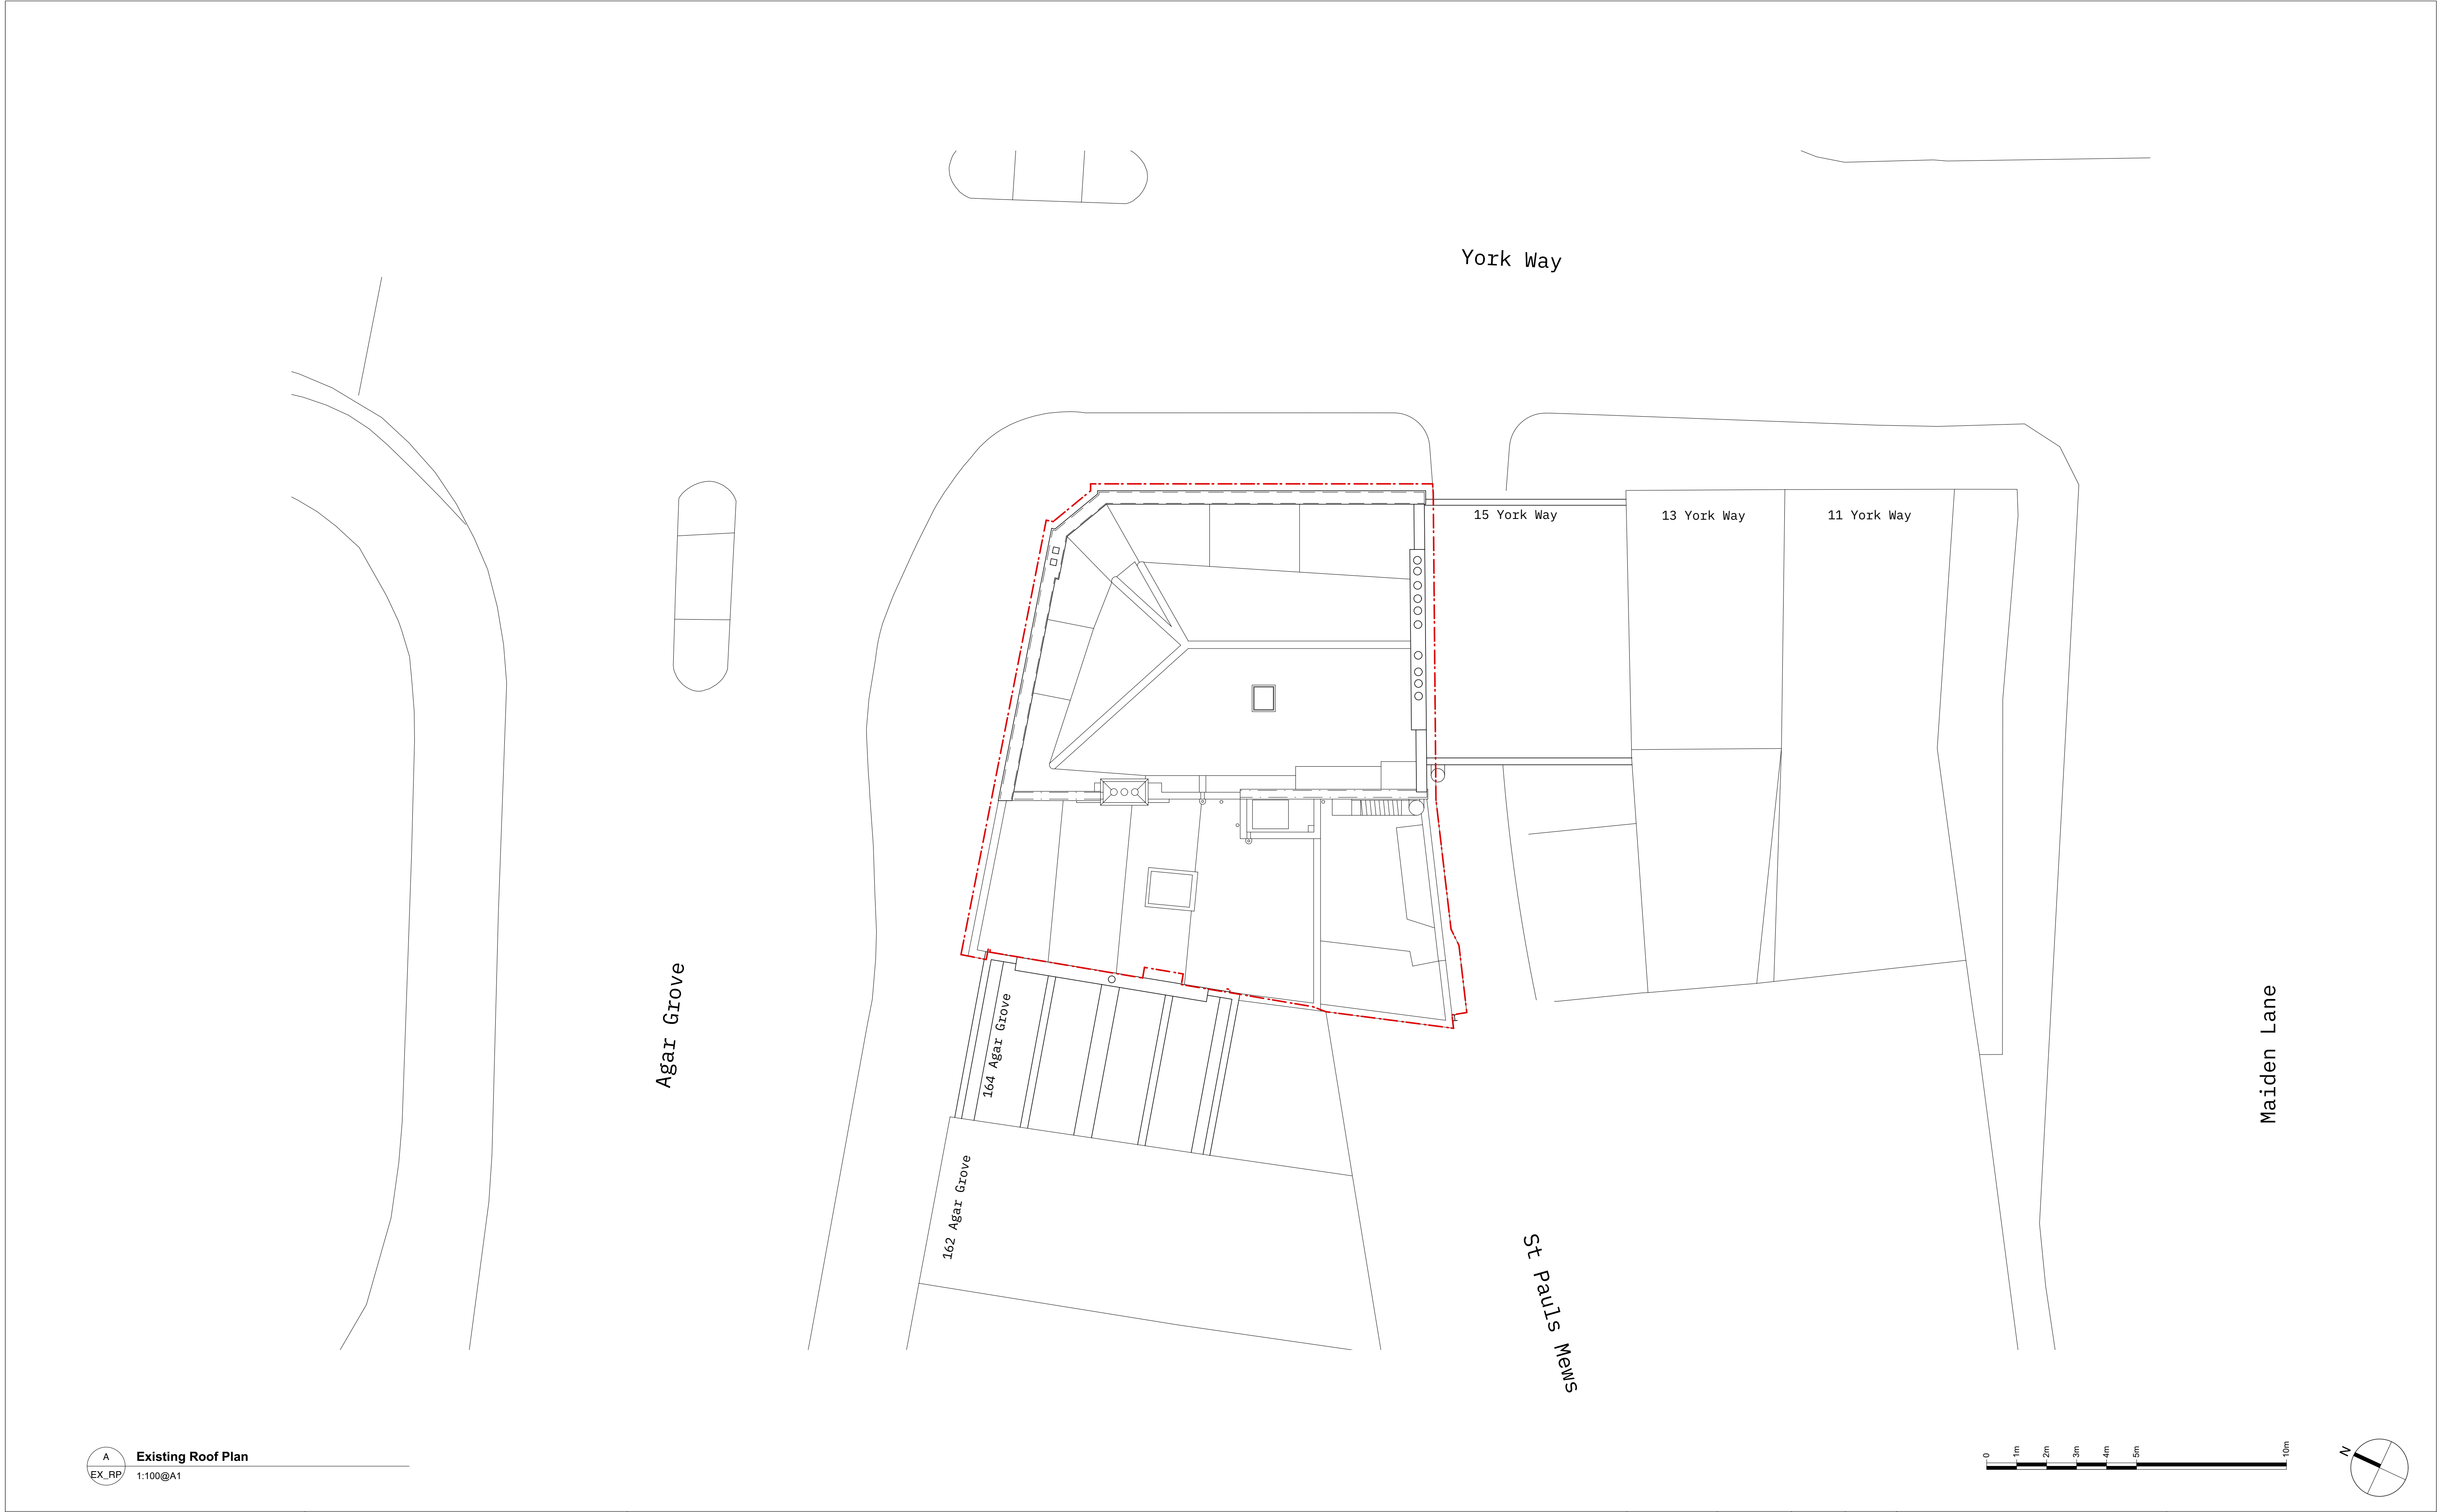 York Way
15 York Way
13 York Way
11 York Way
Agar Grove
164 Agar Grove
162 Agar Grove
St Pauls Mews
Maiden Lane
A
EX_RP
Existing Roof Plan
1:100@A1
0
1m
2m
3m
4m
5m
10m
N